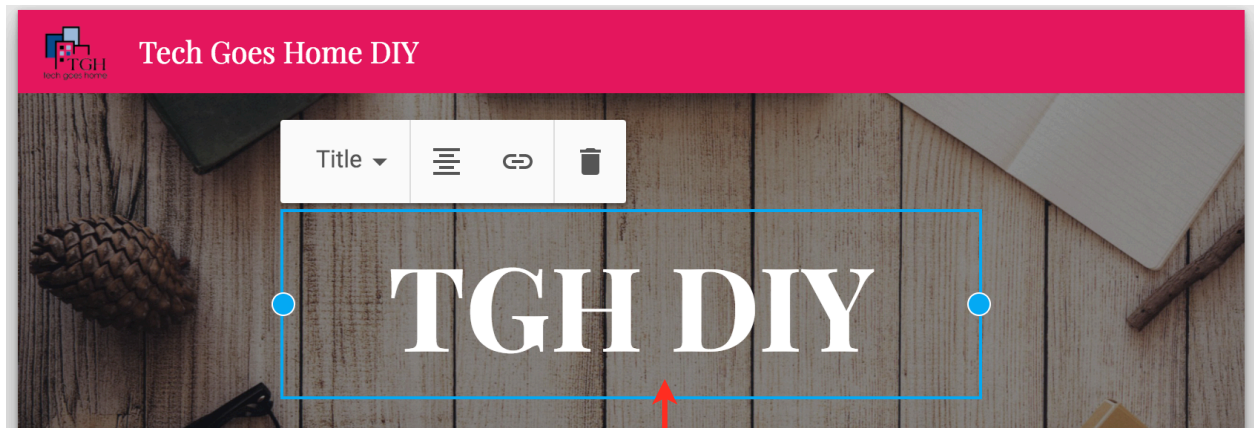 TGH
tech goes home
Tech Goes Home DIY
Title
TGH DIY